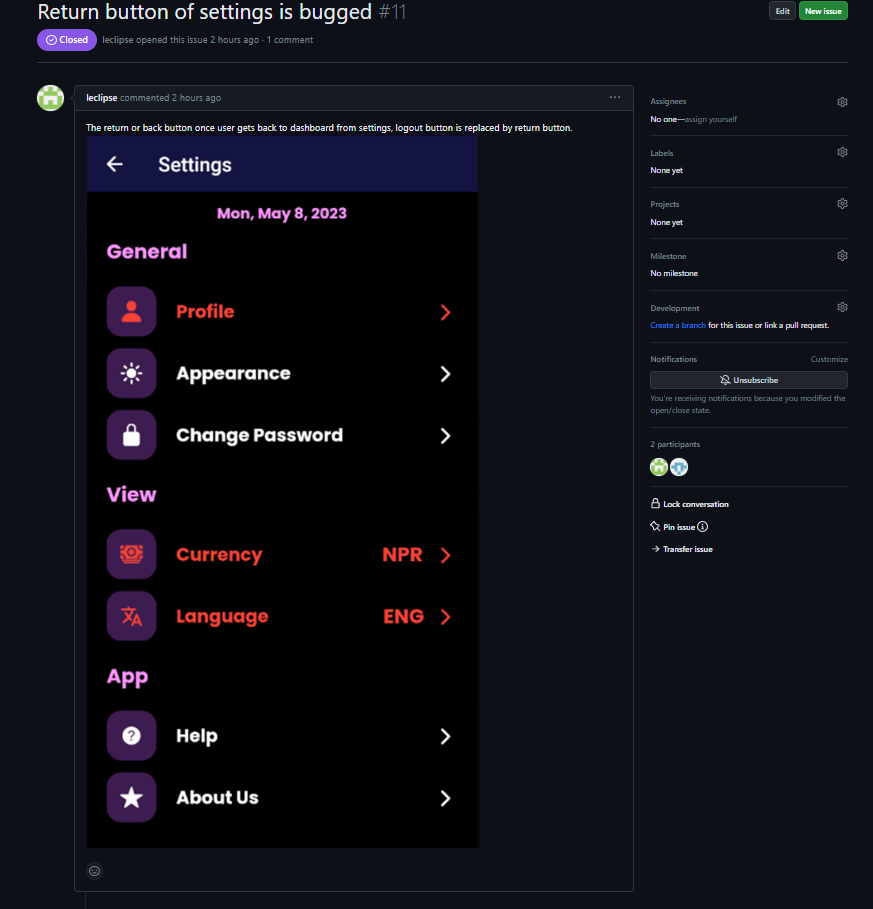 Return button of settings is bugged #11
Edit
New issue
Closed
leclipse opened this issue 2 hours ago · 1 comment
leclipse commented 2 hours ago
The return or back button once user gets back to dashboard from settings, logout button is replaced by return button.
Settings
Mon, May 8, 2023
General
Profile
Appearance
Change Password
View
Currency NPR
Language ENG
App
Help
About Us
Assignees
No one—assign yourself
Labels
None yet
Projects
None yet
Milestone
No milestone
Development
Create a branch for this issue or link a pull request.
Notifications
Customize
Unsubscribe
You're receiving notifications because you modified the
open/close state.
2 participants
Lock conversation
Pin issue
Transfer issue